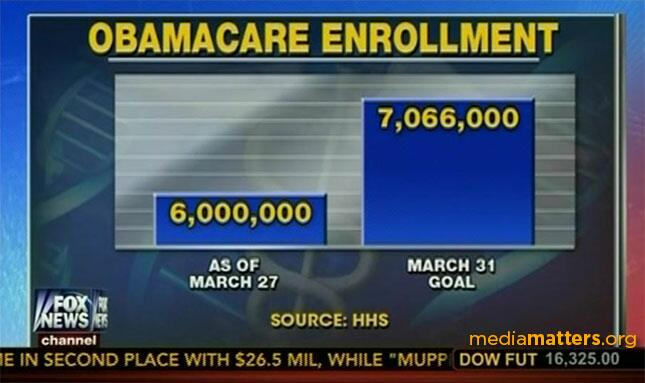 OBAMACARE ENROLLMENT
7,066,000
6,000,000
AS OF
MARCH 27
MARCH 31
GOAL
SOURCE: HHS
FOX
NEWS
channel
mediamatters.org
E IN SECOND PLACE WITH $26.5 MIL, WHILE "MUPP
DOW FUT 16,325.00